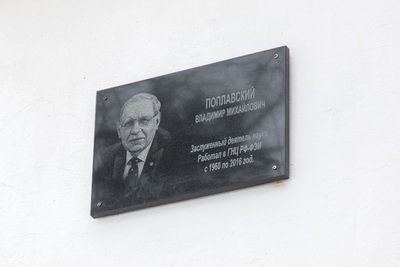 ПОПЛАВСКИЙ
ВЛАДИМИР МИХАЙЛОВИЧ
Заслуженный деятель науки.
Работал в ГНЦ РФ-ФЭИ
с 1960 по 2016 год.